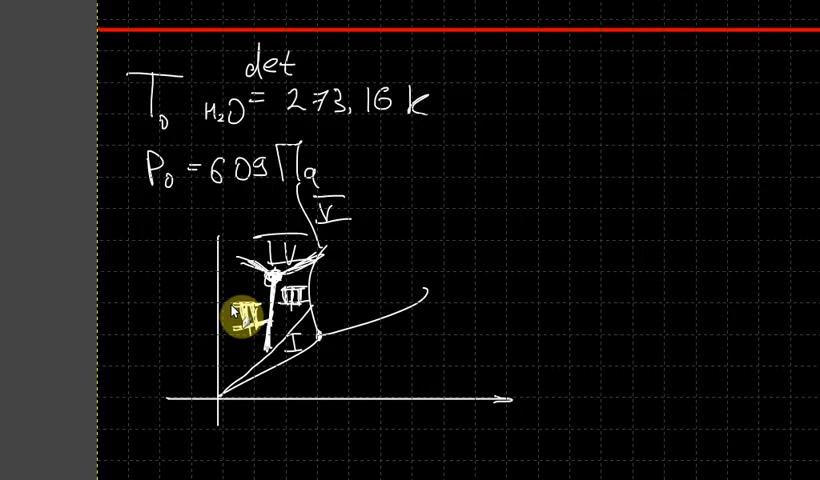 det
T₀ H₂O = 273,16 K
P₀ = 609 Па
V
IV
III
II
I